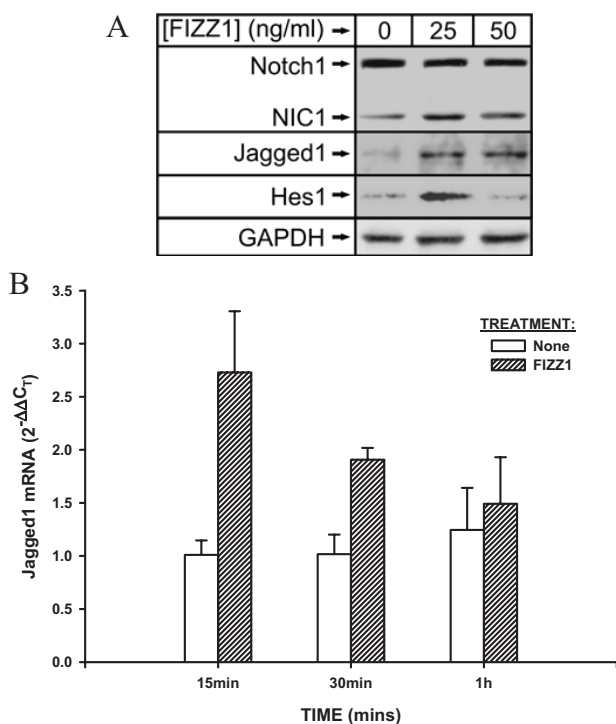 A
[FIZZ1] (ng/ml) → 0 25 50
Notch1 →
NIC1 →
Jagged1 →
Hes1 →
GAPDH →
B
Jagged1 mRNA (2^-ΔΔC_T)
3.5
3.0
2.5
2.0
1.5
1.0
0.5
0.0
TREATMENT:
None
FIZZ1
15min 30min 1h
TIME (mins)